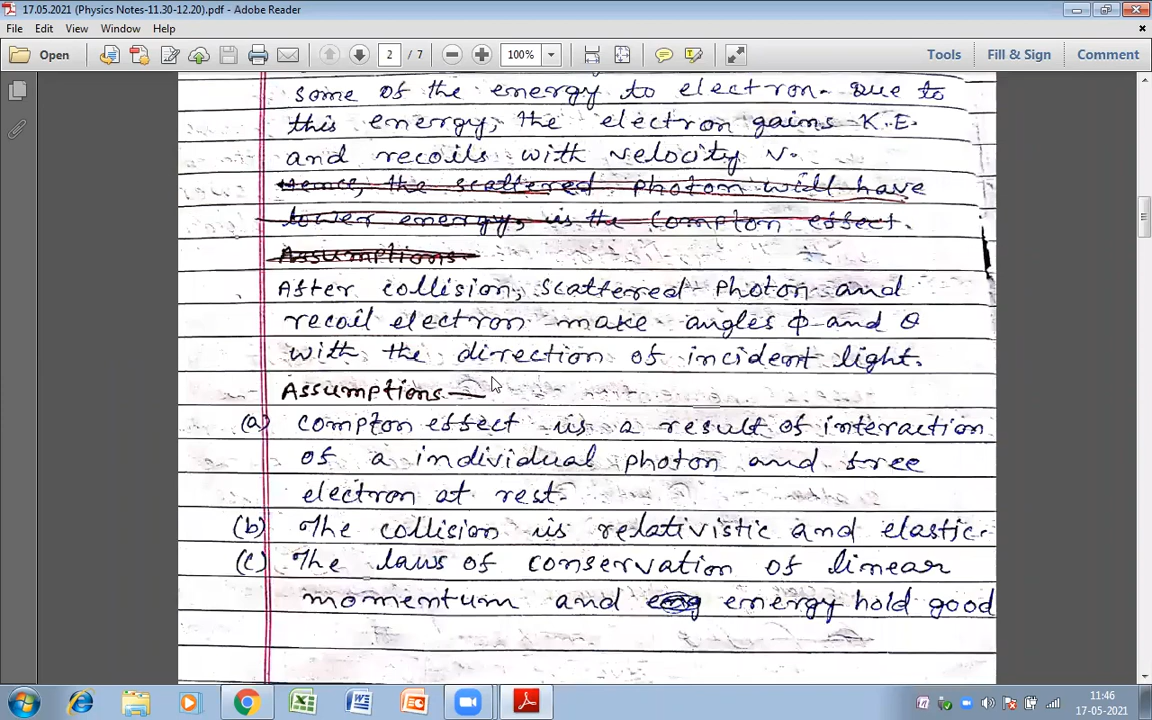 17.05.2021 (Physics Notes-11.30-12.20).pdf - Adobe Reader
File Edit View Window Help
Open 2 / 7 100% Tools Fill & Sign Comment
some of the energy to electron. Due to
this energy, the electron gains K.E.
and recoils with velocity v.
Hence, the scattered photon will have
lower energy, is the Compton effect.
Assumptions
After collision, scattered photon and
recoil electron make angles ϕ and θ
with the direction of incident light.
Assumptions —
(a) Compton effect is a result of interaction
of a individual photon and free
electron at rest.
(b) The collision is relativistic and elastic.
(c) The laws of conservation of linear
momentum and energy hold good
11:46
17-05-2021